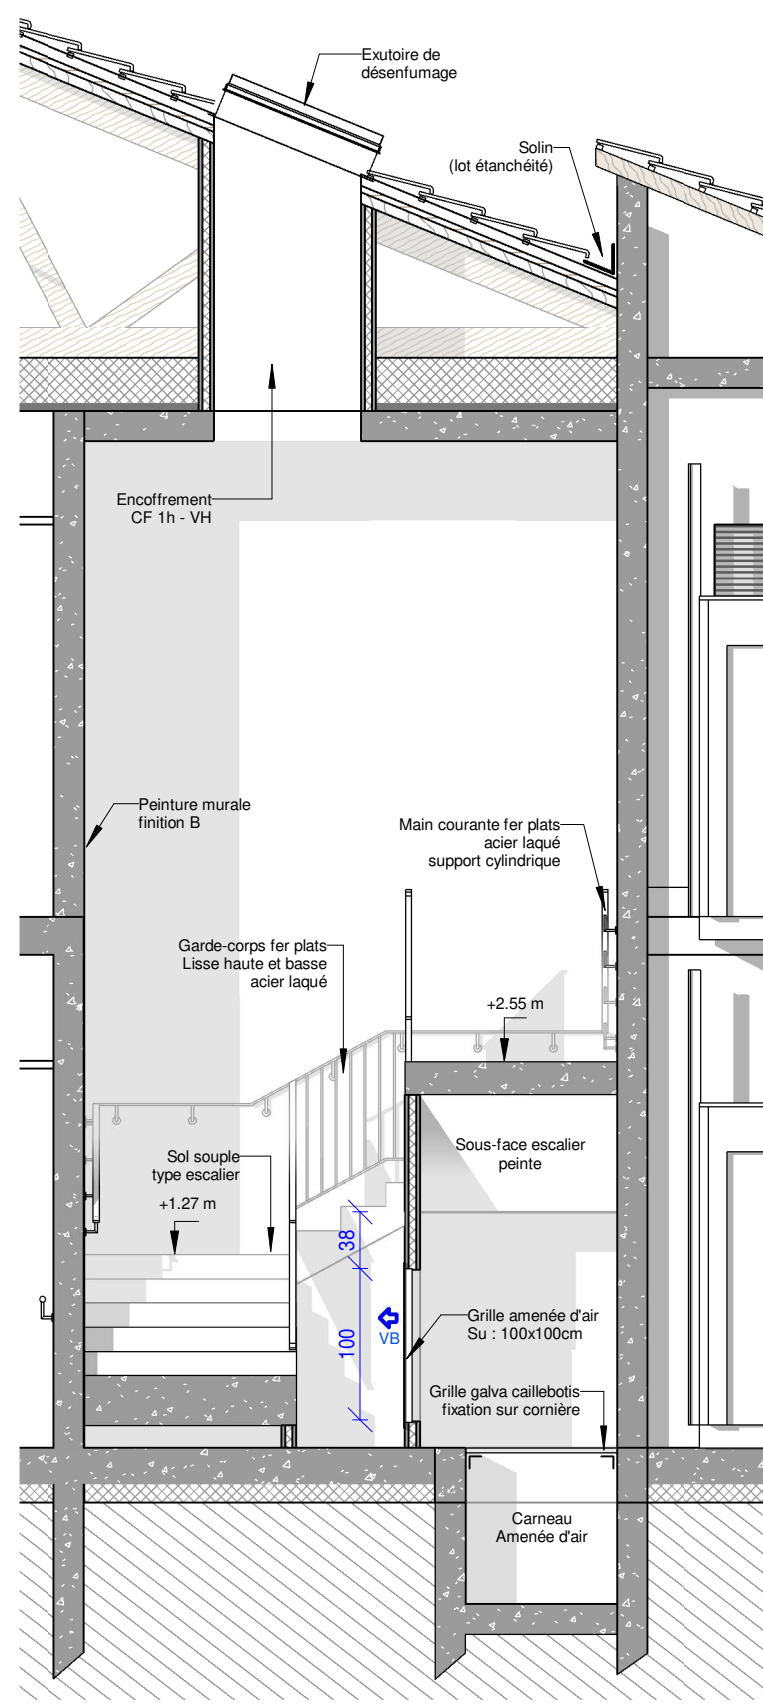 Exutoire de
désenfumage
Solin
(lot étanchéité)
Encoffrement
CF 1h - VH
Peinture murale
finition B
Main courante fer plats
acier laqué
support cylindrique
Garde-corps fer plats
Lisse haute et basse
acier laqué
+2.55 m
Sous-face escalier
peinte
Sol souple
type escalier
+1.27 m
38
100
VB
Grille amenée d'air
Su : 100x100cm
Grille galva caillebotis
fixation sur cornière
Carneau
Amenée d'air